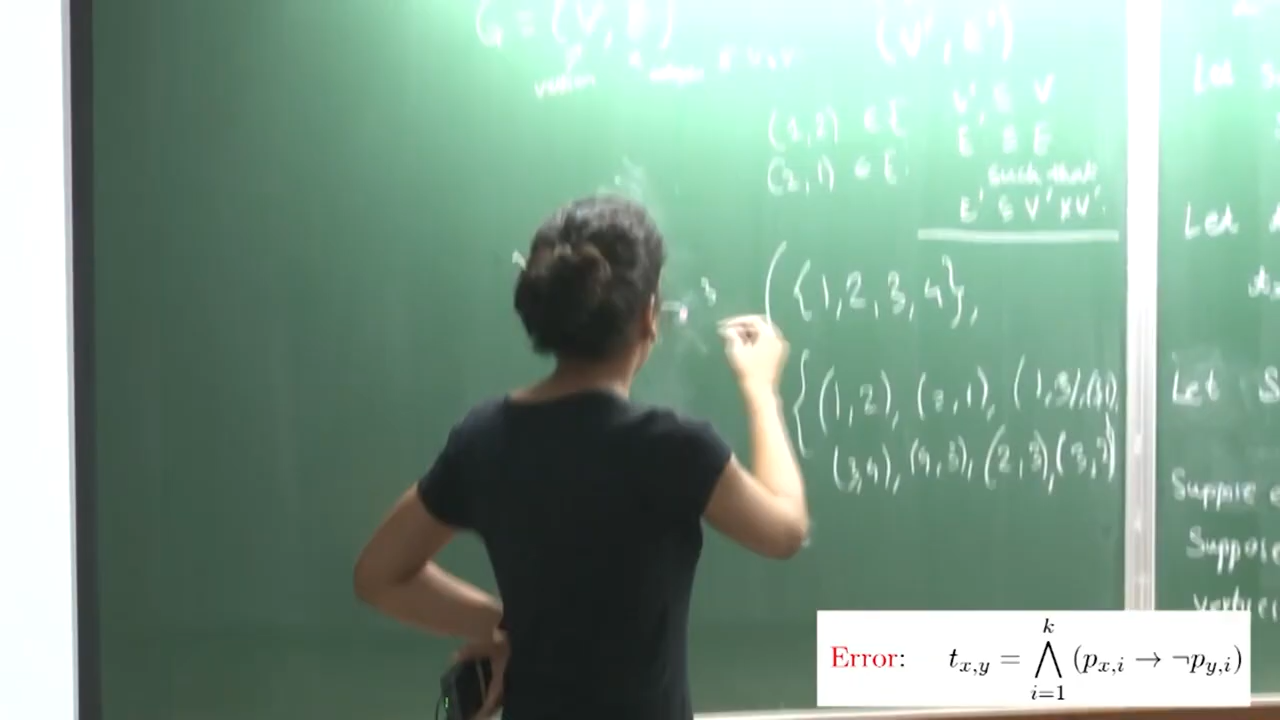 G = (V, E)
(V', E')
V' ⊆ V
(1,2) ∈ E
E' ⊆ E
(2,1) ∈ E.
such that
E' ⊆ V' × V'.
3
({1,2,3,4},
{(1,2), (2,1), (1,3),
(3,4), (4,3), (2,3), (3,2)
Let
Let
Let S
Suppose
Suppose
Error: t_{x,y} = ⋀_{i=1}^{k} (p_{x,i} → ¬p_{y,i})